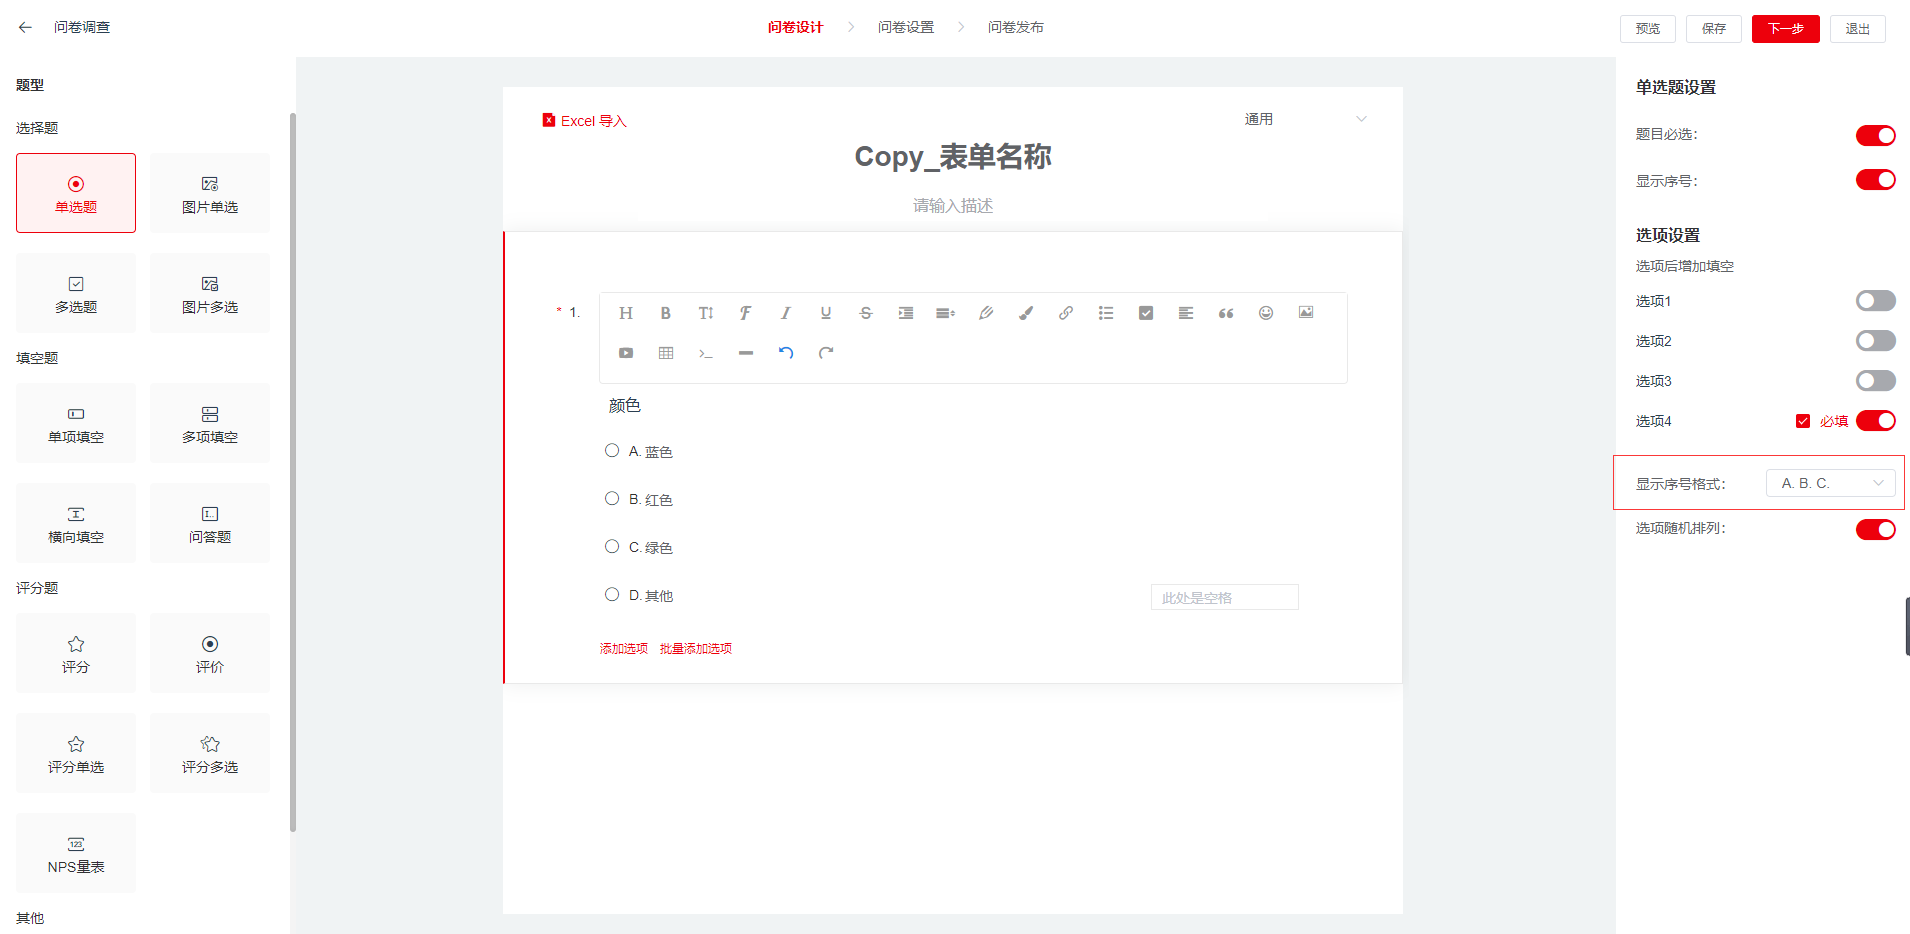 问卷调查
问卷设计
问卷设置
问卷发布
预览
保存
下一步
退出
题型
选择题
单选题
图片单选
多选题
图片多选
填空题
单项填空
多项填空
横向填空
问答题
评分题
评分
评价
评分单选
评分多选
123
NPS量表
其他
Excel 导入
通用
Copy_表单名称
请输入描述
* 1.
颜色
A. 蓝色
B. 红色
C. 绿色
D. 其他
此处是空格
添加选项 批量添加选项
单选题设置
题目必选：
显示序号：
选项设置
选项后增加填空
选项1
选项2
选项3
选项4 必填
显示序号格式： A. B. C.
选项随机排列：